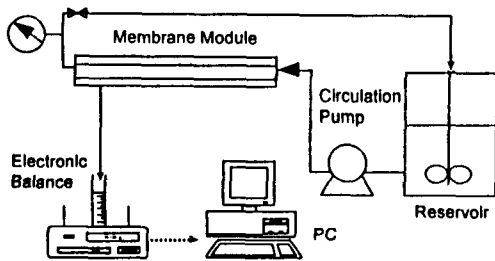 Membrane Module
Circulation
Pump
Electronic
Balance
PC
Reservoir